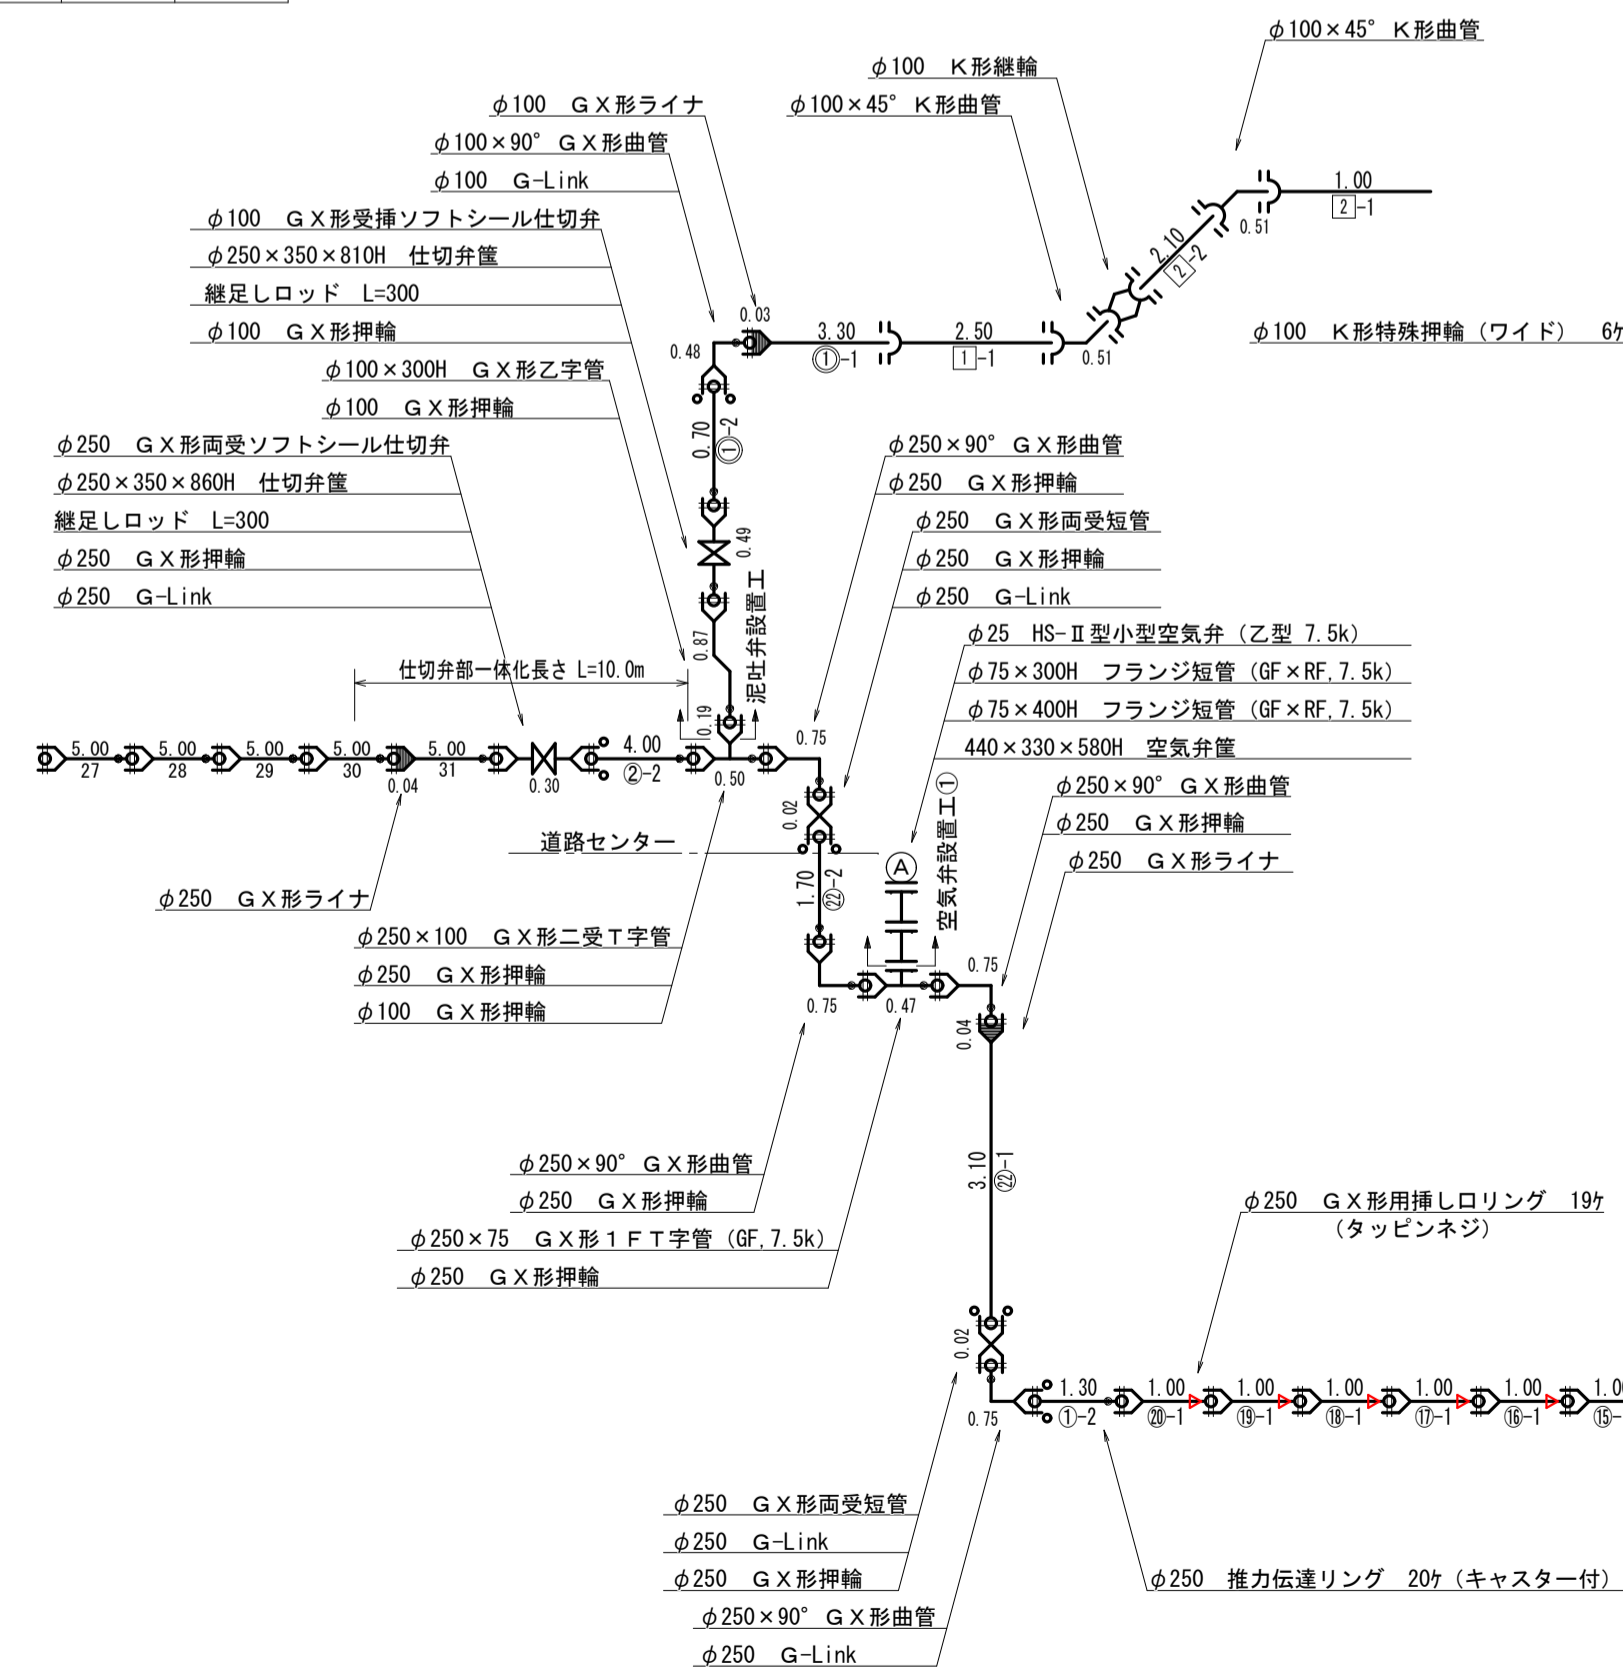 φ100×45° K形曲管
φ100 K形継輪
φ100×45° K形曲管
φ100 GX形ライナ
φ100×90° GX形曲管
φ100 G-Link
φ100 GX形受挿ソフトシール仕切弁
φ250×350×810H 仕切弁筐
継足しロッド L=300
φ100 GX形押輪
φ100×300H GX形乙字管
φ100 GX形押輪
φ250 GX形両受ソフトシール仕切弁
φ250×350×860H 仕切弁筐
継足しロッド L=300
φ250 GX形押輪
φ250 G-Link
1.00
2-1
0.51
2.10
2-2
φ100 K形特殊押輪(ワイド) 6ケ
0.03
3.30
①-1
2.50
1-1
0.51
0.48
0.70
①-2
0.49
0.87
泥吐弁設置工
0.19
φ250×90° GX形曲管
φ250 GX形押輪
φ250 GX形両受短管
φ250 GX形押輪
φ250 G-Link
φ25 HS-Ⅱ型小型空気弁(乙型 7.5k)
φ75×300H フランジ短管(GF×RF,7.5k)
φ75×400H フランジ短管(GF×RF,7.5k)
440×330×580H 空気弁筐
仕切弁部一体化長さ L=10.0m
5.00
27
5.00
28
5.00
29
5.00
30
0.04
5.00
31
0.30
4.00
②-2
0.50
0.75
0.02
道路センター
1.70
㉒-2
A
空気弁設置工①
φ250×90° GX形曲管
φ250 GX形押輪
φ250 GX形ライナ
φ250 GX形ライナ
φ250×100 GX形二受T字管
φ250 GX形押輪
φ100 GX形押輪
0.75
0.47
0.75
0.04
3.10
㉒-1
φ250×90° GX形曲管
φ250 GX形押輪
φ250×75 GX形1FT字管(GF,7.5k)
φ250 GX形押輪
φ250 GX形用挿し口リング 19ケ
(タッピンネジ)
0.02
0.75
1.30
①-2
1.00
⑳-1
1.00
⑲-1
1.00
⑱-1
1.00
⑰-1
1.00
⑯-1
1.0
⑮-
φ250 GX形両受短管
φ250 G-Link
φ250 GX形押輪
φ250×90° GX形曲管
φ250 G-Link
φ250 推力伝達リング 20ケ(キャスター付)